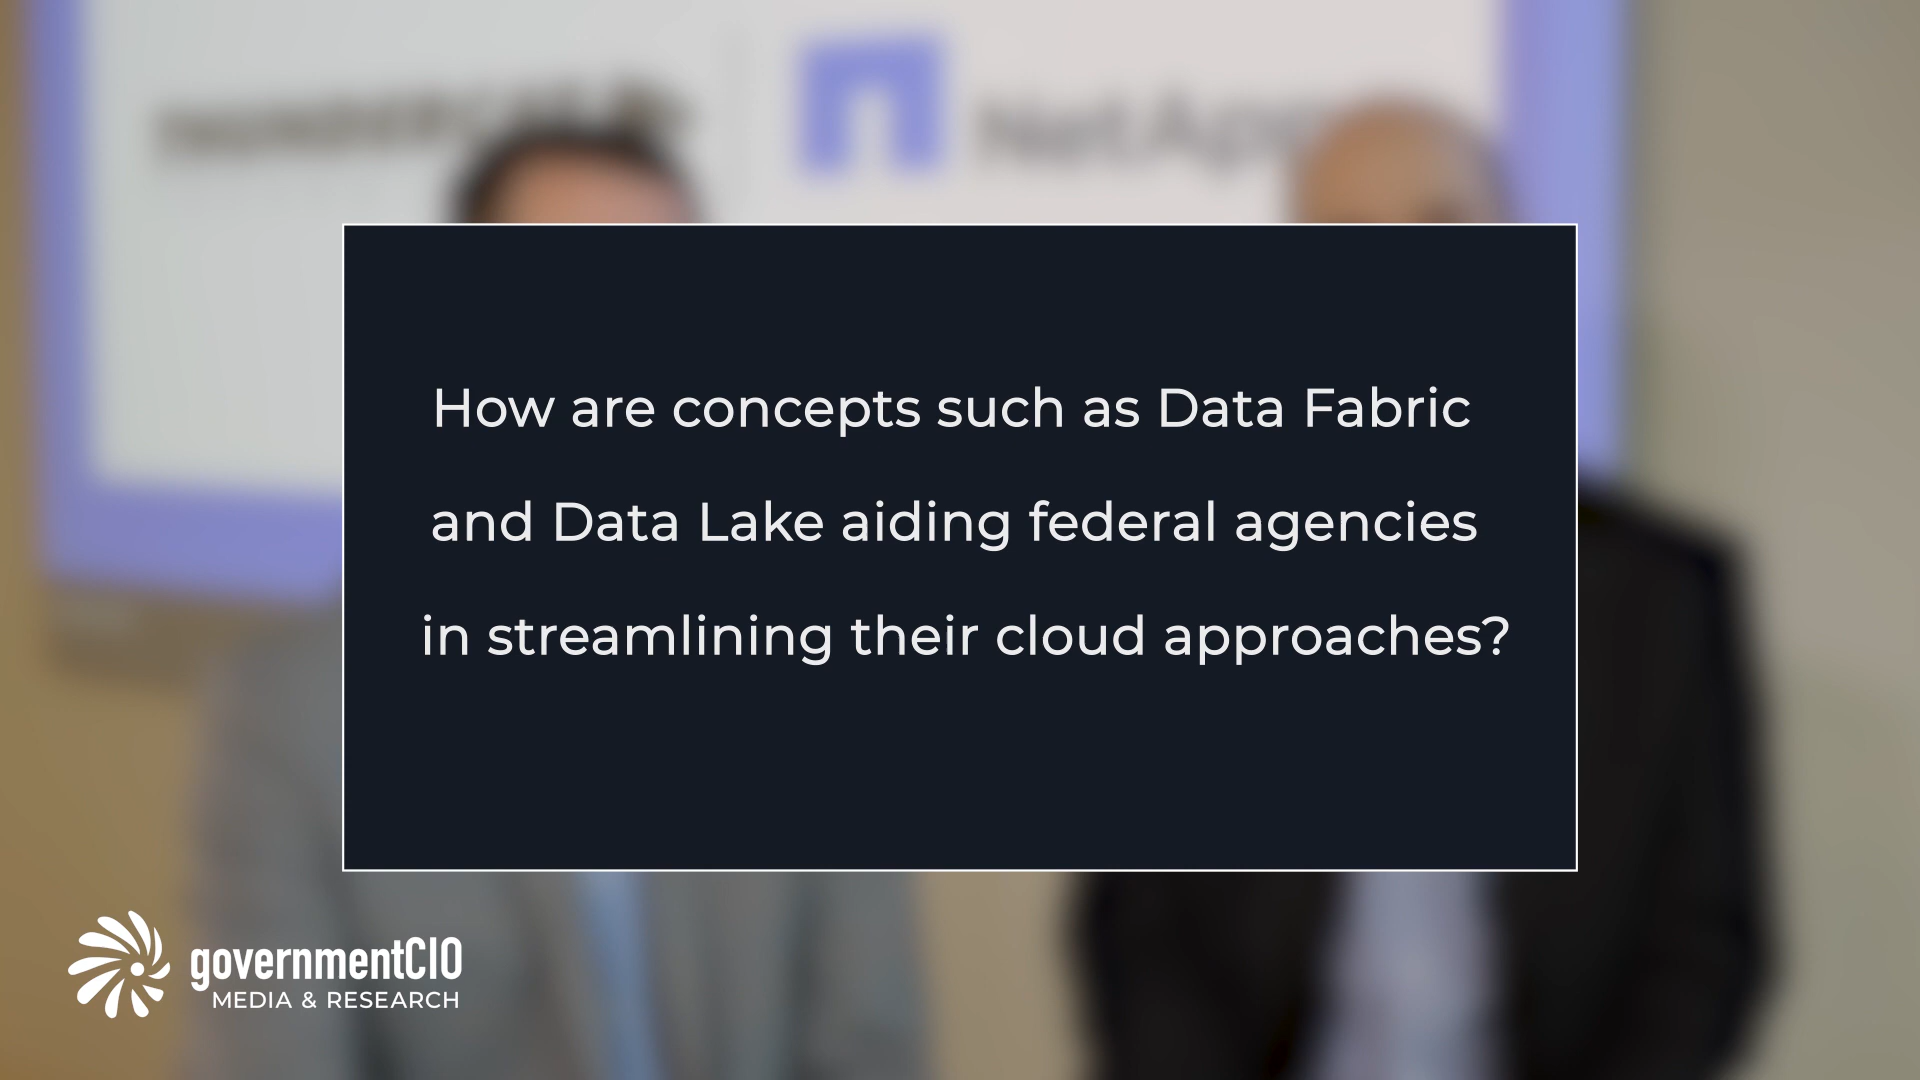 NetApp
How are concepts such as Data Fabric
and Data Lake aiding federal agencies
in streamlining their cloud approaches?
governmentCIO
MEDIA & RESEARCH